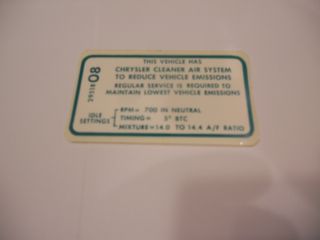 THIS VEHICLE HAS
CHRYSLER CLEANER AIR SYSTEM
TO REDUCE VEHICLE EMISSIONS
REGULAR SERVICE IS REQUIRED TO
MAINTAIN LOWEST VEHICLE EMISSIONS
IDLE SETTINGS
RPM= 700 IN NEUTRAL
TIMING= 5° BTC
MIXTURE=14.0 TO 14.4 A/F RATIO